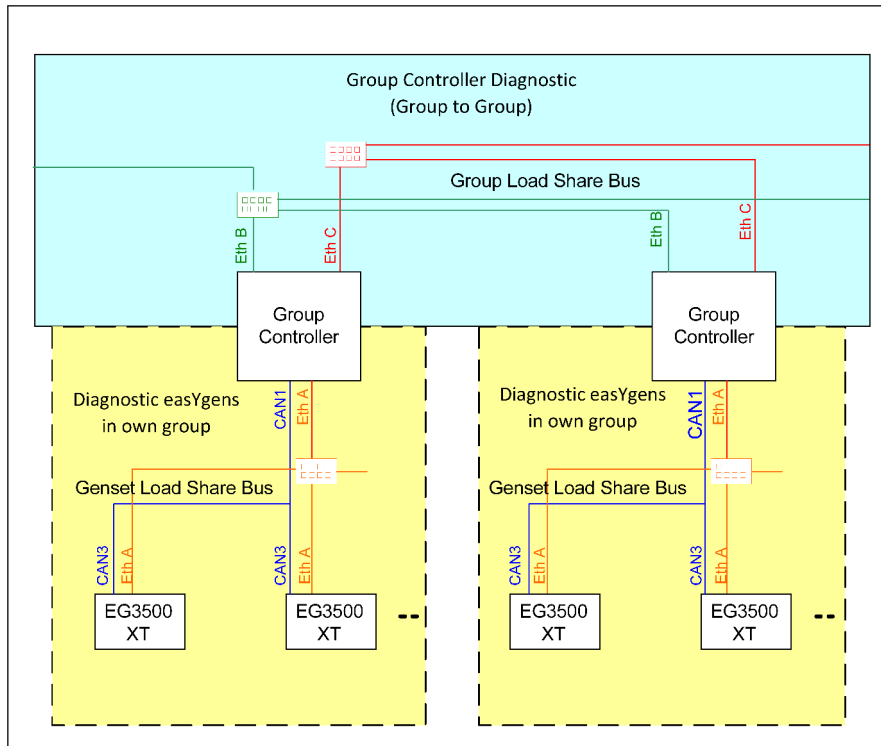 Group Controller Diagnostic
(Group to Group)
Group Load Share Bus
Eth B
Eth C
Eth B
Eth C
Group
Controller
Group
Controller
Diagnostic easYgens
in own group
CAN1
Eth A
Diagnostic easYgens
in own group
CAN1
Eth A
Genset Load Share Bus
Genset Load Share Bus
CAN3
Eth A
CAN3
Eth A
CAN3
Eth A
CAN3
Eth A
EG3500
XT
EG3500
XT
--
EG3500
XT
EG3500
XT
--